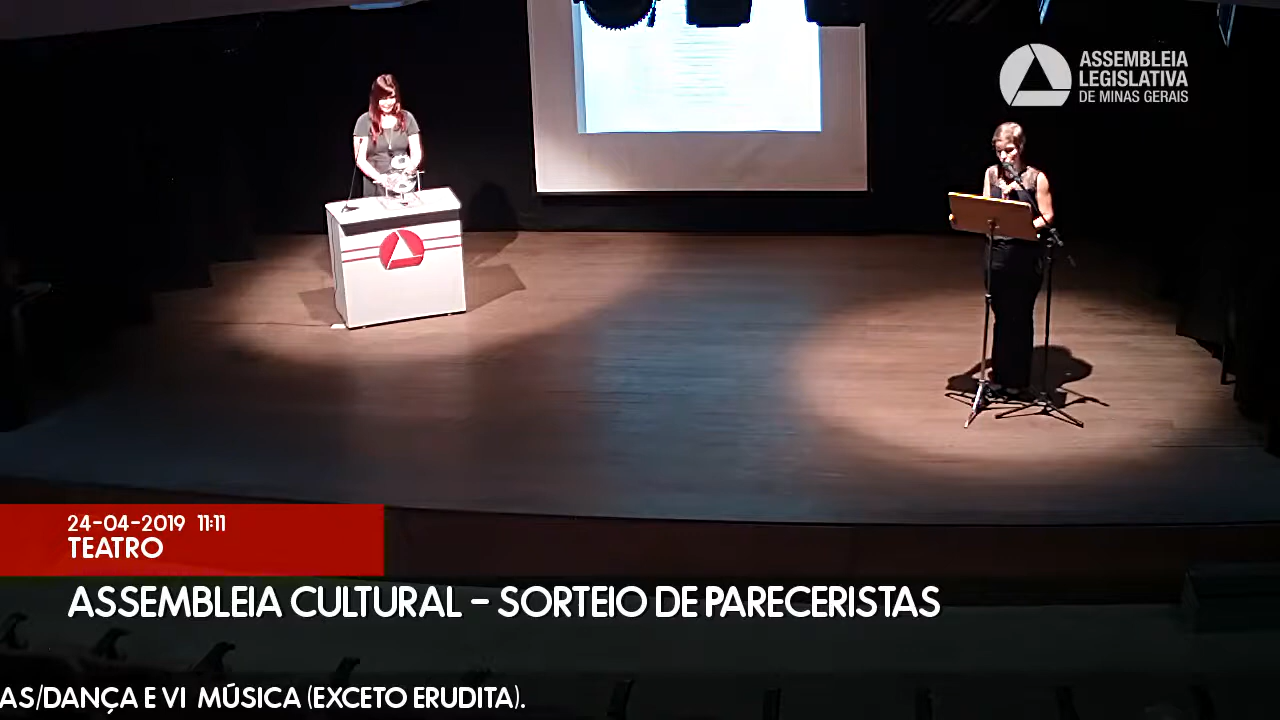 ASSEMBLEIA
LEGISLATIVA
DE MINAS GERAIS
24-04-2019 11:11
TEATRO
ASSEMBLEIA CULTURAL - SORTEIO DE PARECERISTAS
AS/DANÇA E VI MÚSICA (EXCETO ERUDITA).